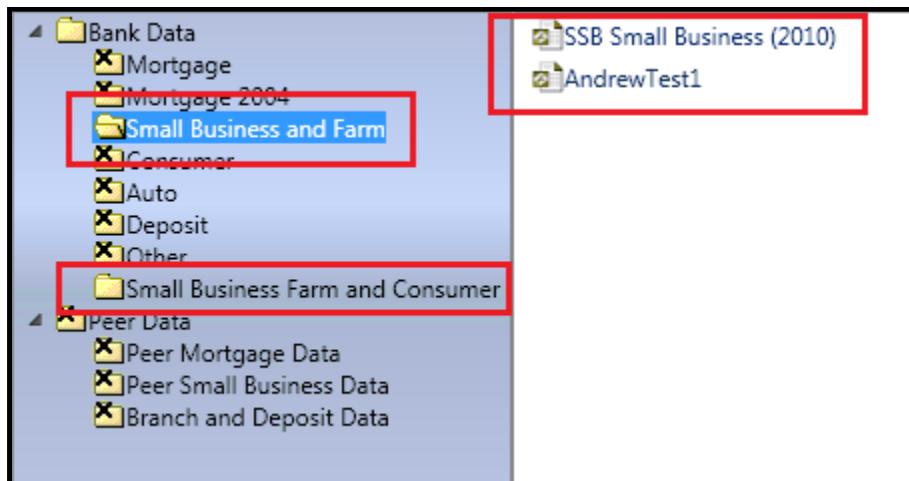 Bank Data
Mortgage
Mortgage 2004
Small Business and Farm
Consumer
Auto
Deposit
Other
Small Business Farm and Consumer
Peer Data
Peer Mortgage Data
Peer Small Business Data
Branch and Deposit Data
SSB Small Business (2010)
AndrewTest1